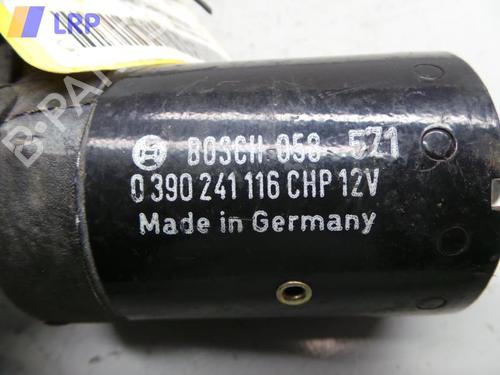 LRP
B-PA
BOSCH 058 571
0 390 241 116 CHP 12V
Made in Germany